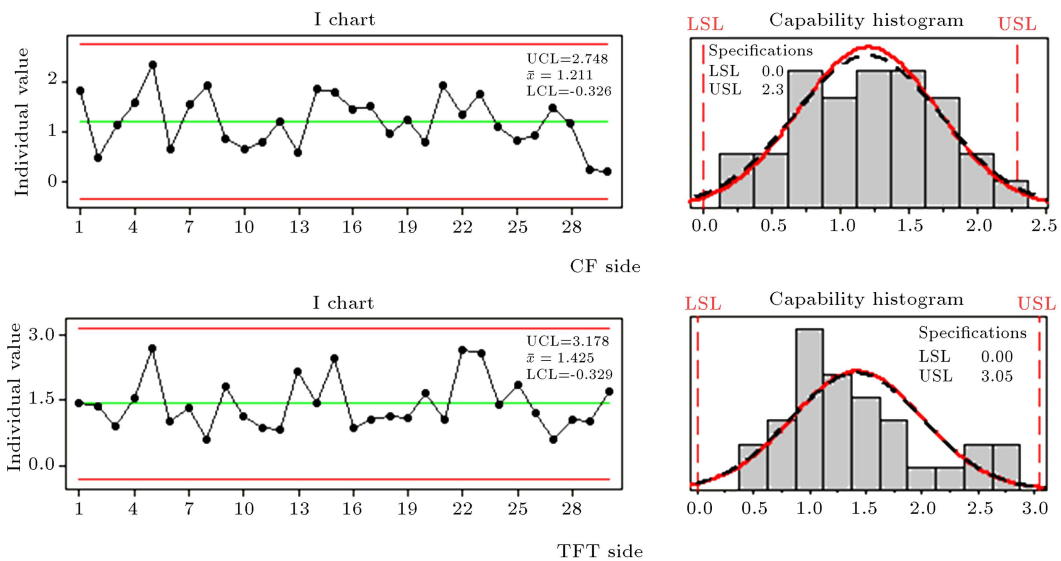 I chart
Individual value
2
1
0
UCL=2.748
x̄ = 1.211
LCL=-0.326
1 4 7 10 13 16 19 22 25 28
LSL
Capability histogram
USL
Specifications
LSL 0.0
USL 2.3
0.0 0.5 1.0 1.5 2.0 2.5
CF side
I chart
Individual value
3.0
1.5
0.0
UCL=3.178
x̄ = 1.425
LCL=-0.329
1 4 7 10 13 16 19 22 25 28
LSL
Capability histogram
USL
Specifications
LSL 0.00
USL 3.05
0.0 0.5 1.0 1.5 2.0 2.5 3.0
TFT side